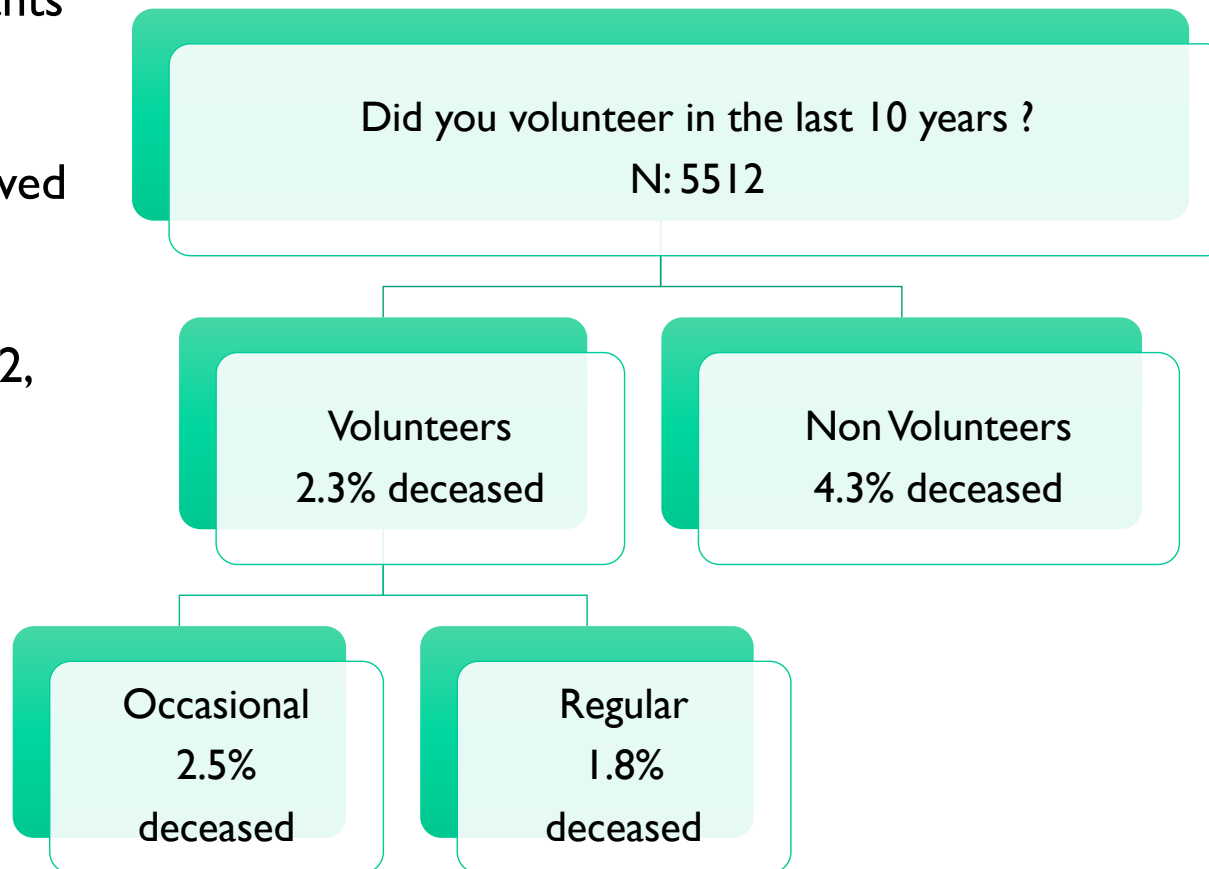 Did you volunteer in the last 10 years ?
N: 5512
2,
Volunteers
2.3% deceased
Non Volunteers
4.3% deceased
Occasional
2.5%
deceased
Regular
1.8%
deceased